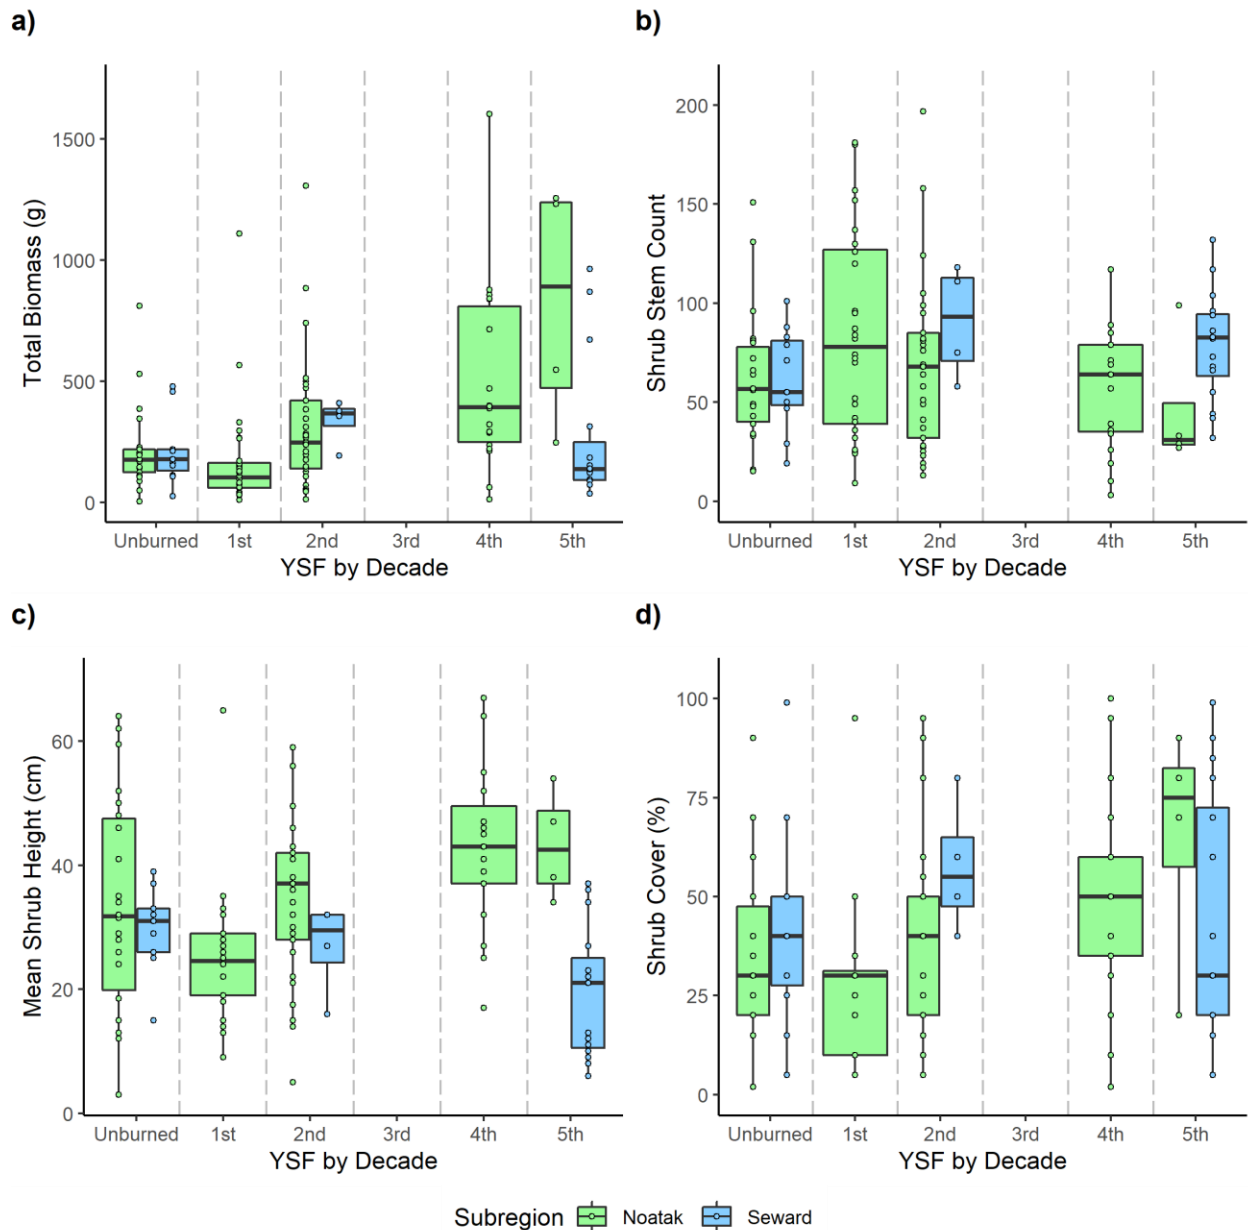 a)
Total Biomass (g)
1500
1000
500
0
Unburned 1st 2nd 3rd 4th 5th
YSF by Decade
b)
Shrub Stem Count
200
150
100
50
0
Unburned 1st 2nd 3rd 4th 5th
YSF by Decade
c)
Mean Shrub Height (cm)
60
40
20
0
Unburned 1st 2nd 3rd 4th 5th
YSF by Decade
d)
Shrub Cover (%)
100
75
50
25
0
Unburned 1st 2nd 3rd 4th 5th
YSF by Decade
Subregion Noatak Seward